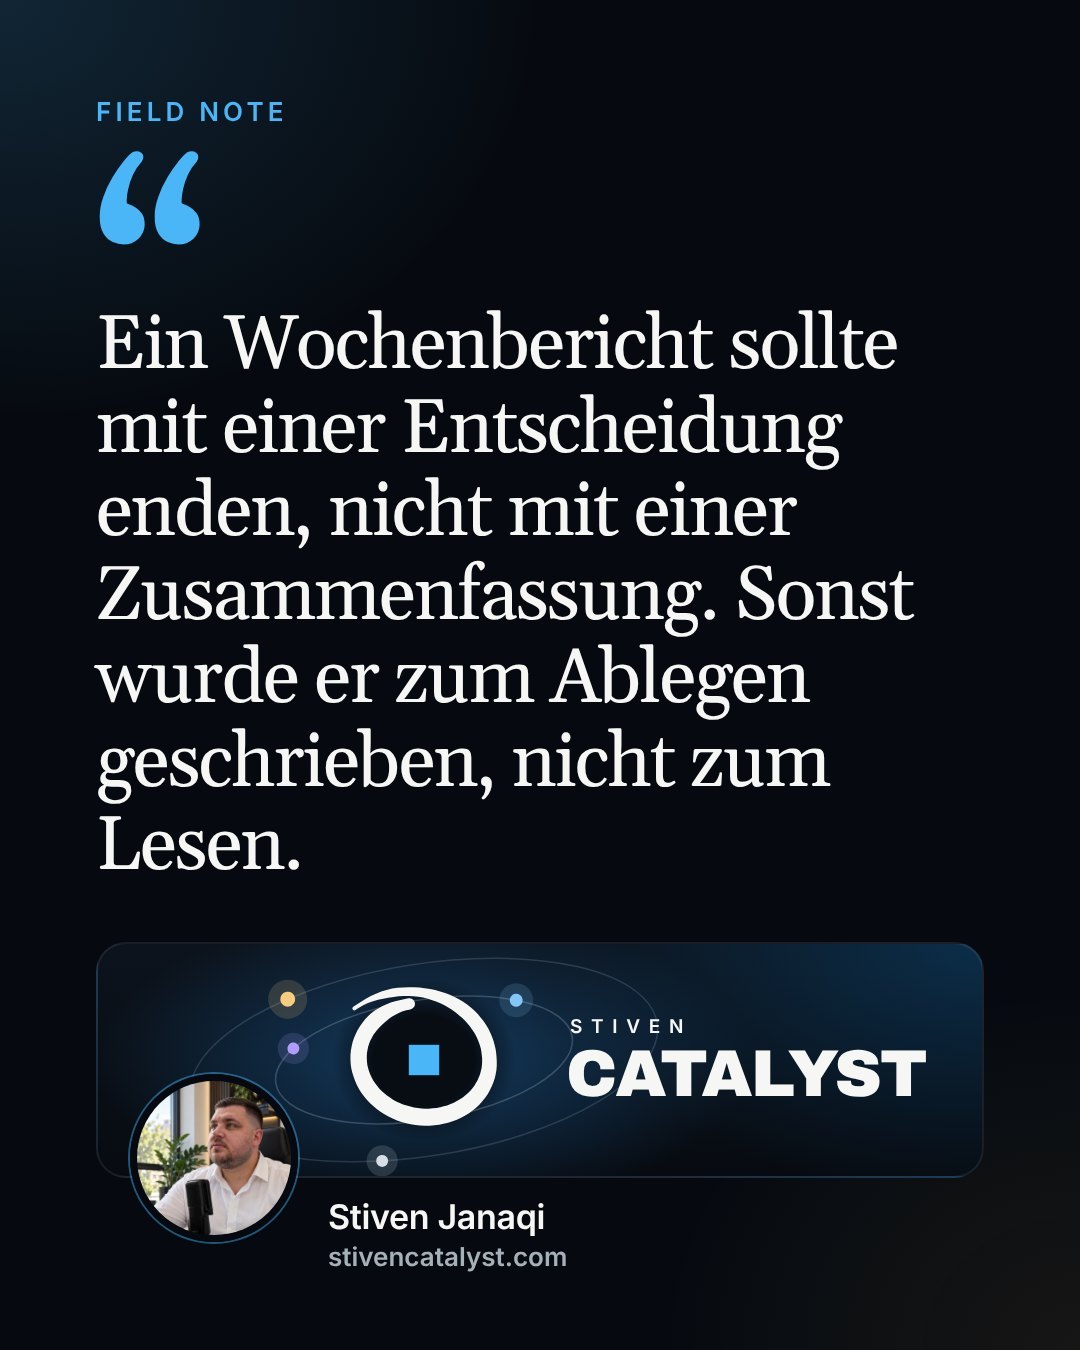 FIELD NOTE
“
Ein Wochenbericht sollte
mit einer Entscheidung
enden, nicht mit einer
Zusammenfassung. Sonst
wurde er zum Ablegen
geschrieben, nicht zum
Lesen.
STIVEN
CATALYST
Stiven Janaqi
stivencatalyst.com